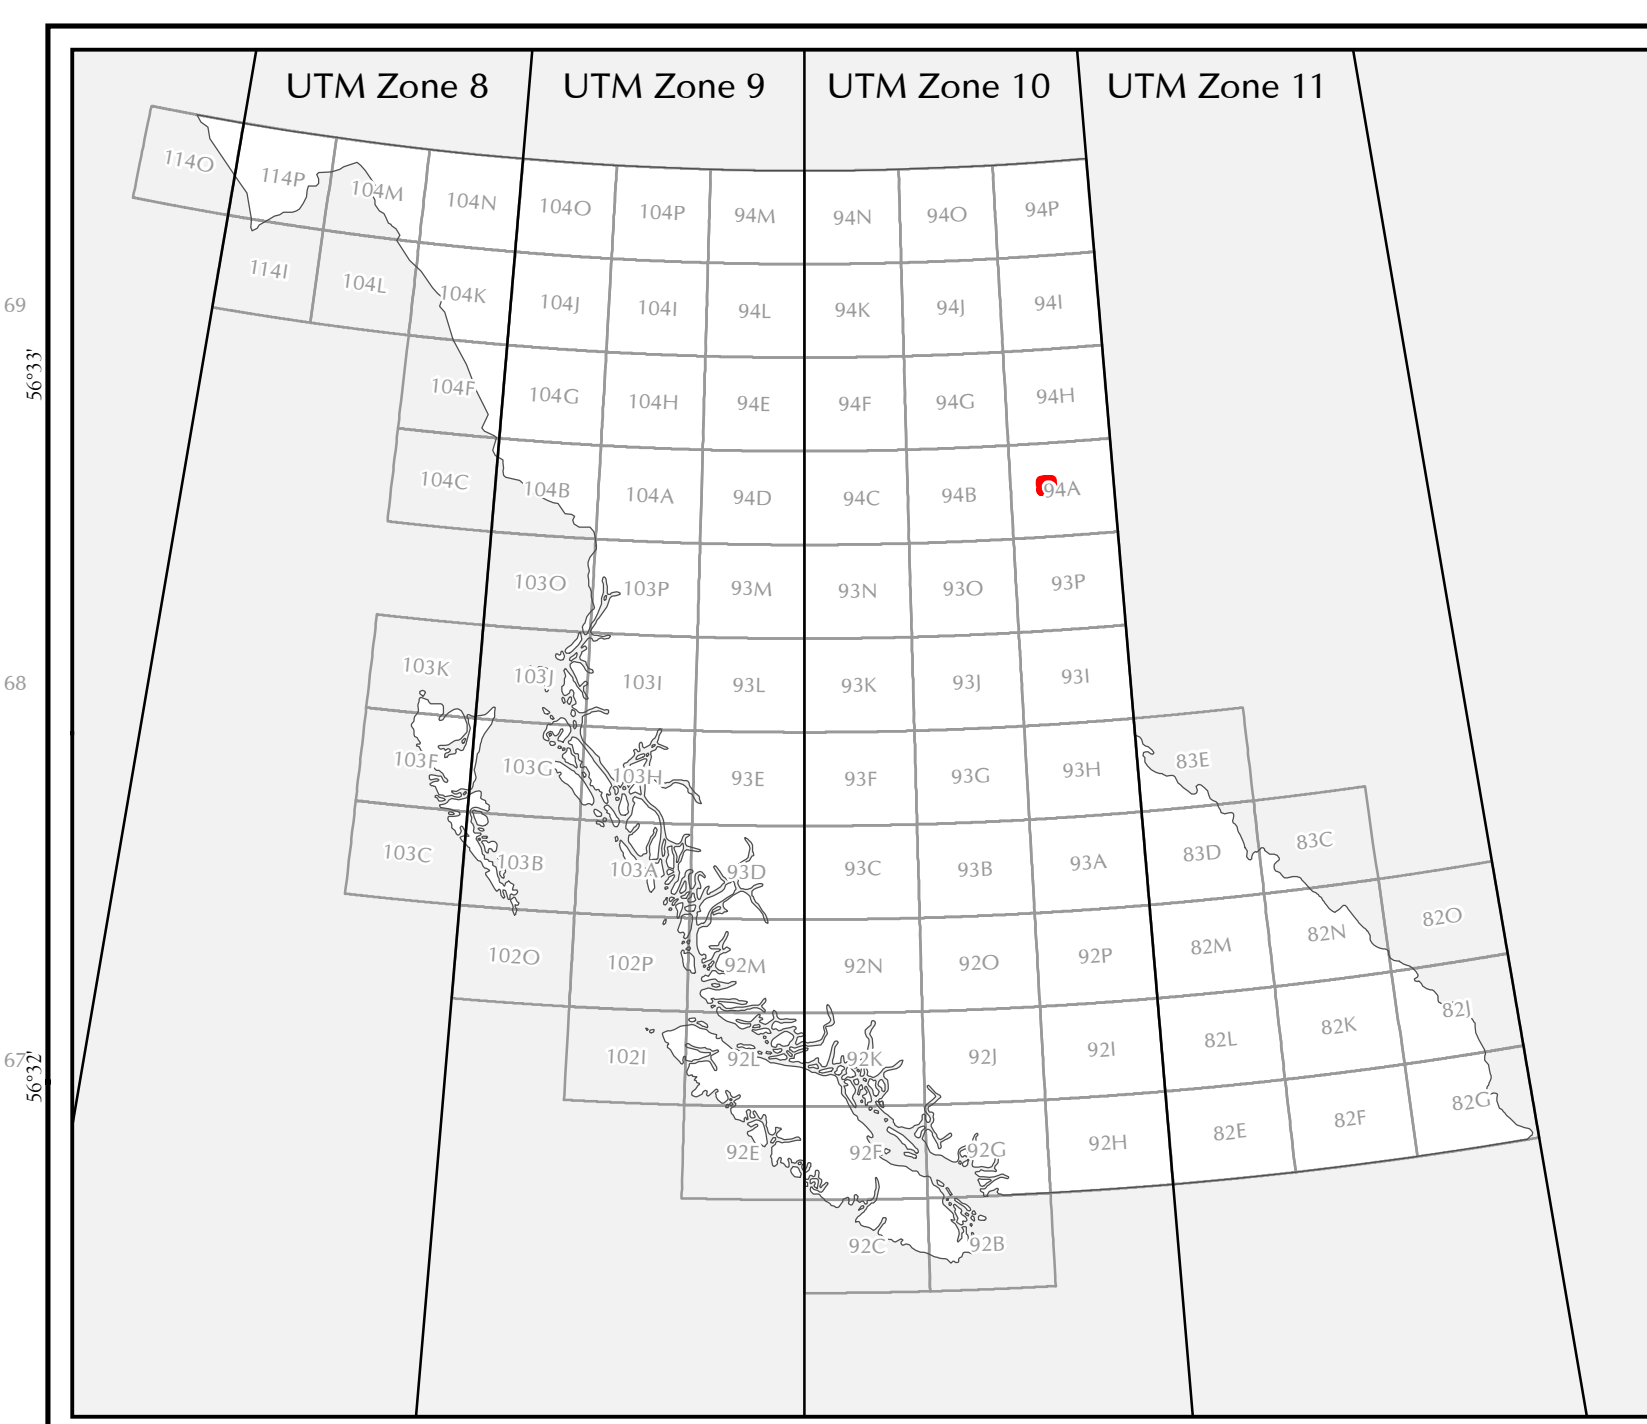 UTM Zone 8 UTM Zone 9 UTM Zone 10 UTM Zone 11
114O 114P 104M 104N 104O 104P 94M 94N 94O 94P
114I 104L 104K 104J 104I 94L 94K 94J 94I
69
56°33'
104F 104G 104H 94E 94F 94G 94H
104C 104B 104A 94D 94C 94B 94A
103O 103P 93M 93N 93O 93P
68
103K 103J 103I 93L 93K 93J 93I
103F 103G 103H 93E 93F 93G 93H 83E
103C 103B 103A 93D 93C 93B 93A 83D 83C
102O 102P 92M 92N 92O 92P 82M 82N 82O
67
56°32'
102I 92L 92K 92J 92I 82L 82K 82J
92E 92F 92G 92H 82E 82F 82G
92C 92B